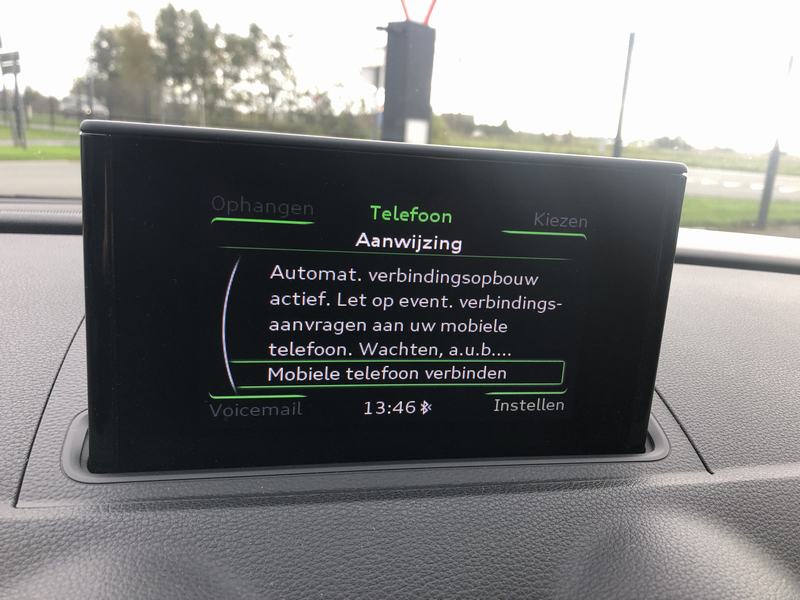 Ophangen Telefoon Kiezen
Aanwijzing
Automat. verbindingsopbouw
actief. Let op event. verbindings-
aanvragen aan uw mobiele
telefoon. Wachten, a.u.b....
Mobiele telefoon verbinden
Voicemail 13:46 Instellen